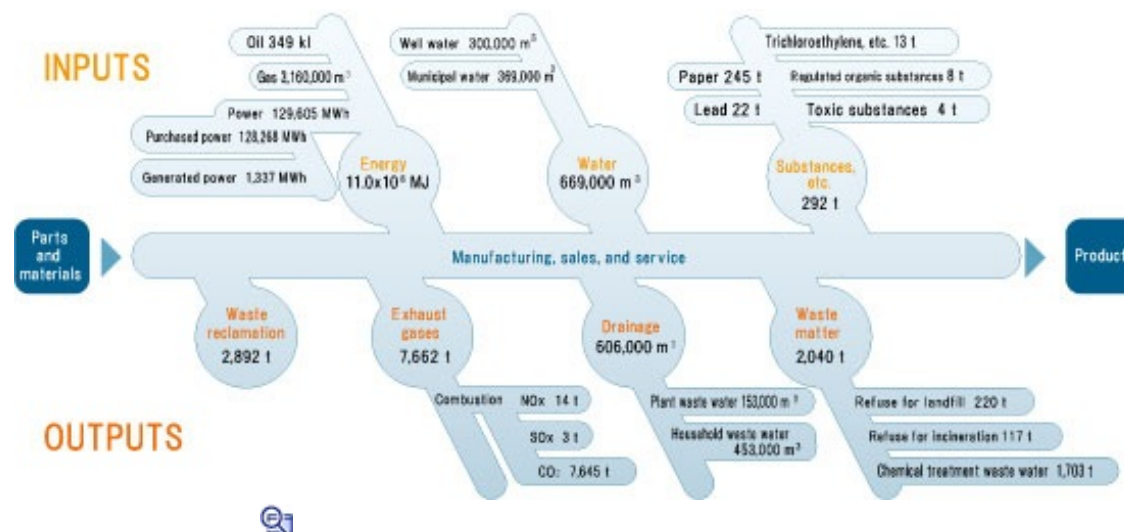 INPUTS
Oil 349 kl
Gas 3,160,000 m³
Power 129,605 MWh
Purchased power 128,268 MWh
Generated power 1,337 MWh
Energy
11.0x10⁸ MJ
Well water 300,000 m³
Municipal water 369,000 m³
Water
669,000 m³
Trichloroethylene, etc. 13 t
Paper 245 t
Regulated organic substances 8 t
Lead 22 t
Toxic substances 4 t
Substances,
etc.
292 t
Parts
and
materials
Manufacturing, sales, and service
Product
Waste
reclamation
2,892 t
Exhaust
gases
7,662 t
Drainage
606,000 m³
Waste
matter
2,040 t
OUTPUTS
Combustion
NOx 14 t
SOx 3 t
CO₂ 7,645 t
Plant waste water 153,000 m³
Household waste water
453,000 m³
Refuse for landfill 220 t
Refuse for incineration 117 t
Chemical treatment waste water 1,703 t